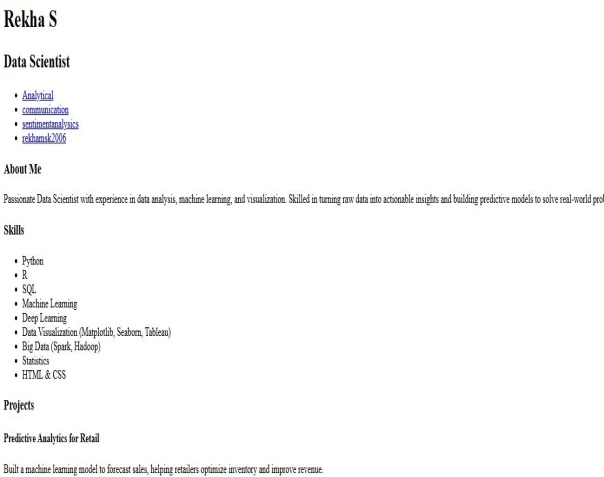 Rekha S
Data Scientist
Analytical
communication
sentimentanalysics
rekhamsk2006
About Me
Passionate Data Scientist with experience in data analysis, machine learning, and visualization. Skilled in turning raw data into actionable insights and building predictive models to solve real-world
Skills
Python
R
SQL
Machine Learning
Deep Learning
Data Visualization (Matplotlib, Seaborn, Tableau)
Big Data (Spark, Hadoop)
Statistics
HTML & CSS
Projects
Predictive Analytics for Retail
Built a machine learning model to forecast sales, helping retailers optimize inventory and improve revenue.